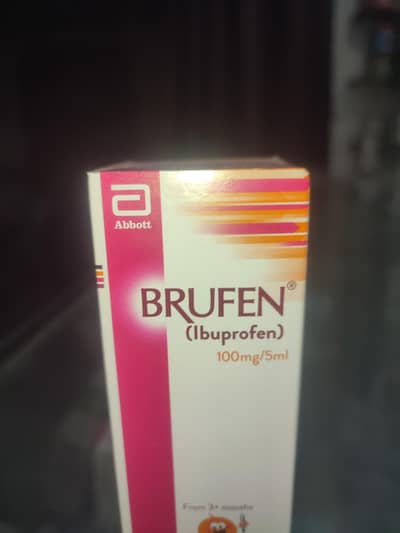 Abbott
BRUFEN®
(Ibuprofen)
100mg/5ml
From 3+ months